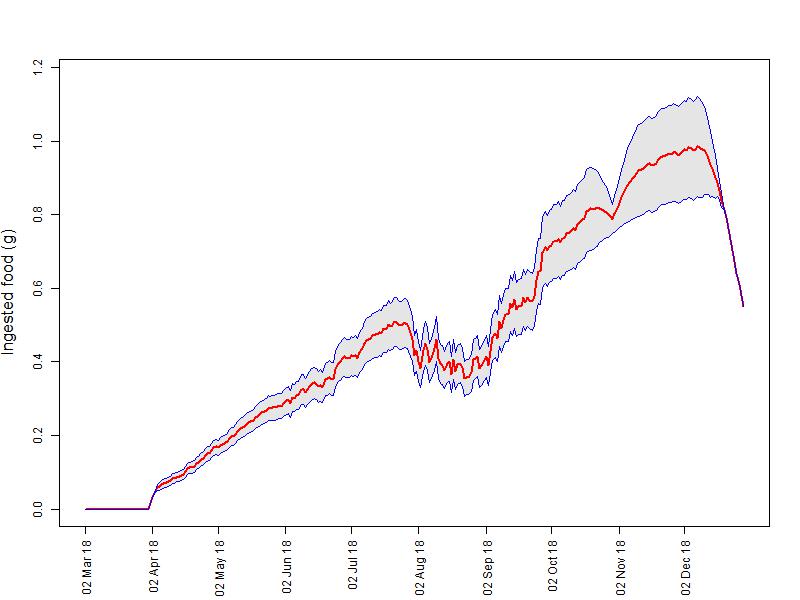 Ingested food (g)
1.2
1.0
0.8
0.6
0.4
0.2
0.0
02 Mar 18
02 Apr 18
02 May 18
02 Jun 18
02 Jul 18
02 Aug 18
02 Sep 18
02 Oct 18
02 Nov 18
02 Dec 18